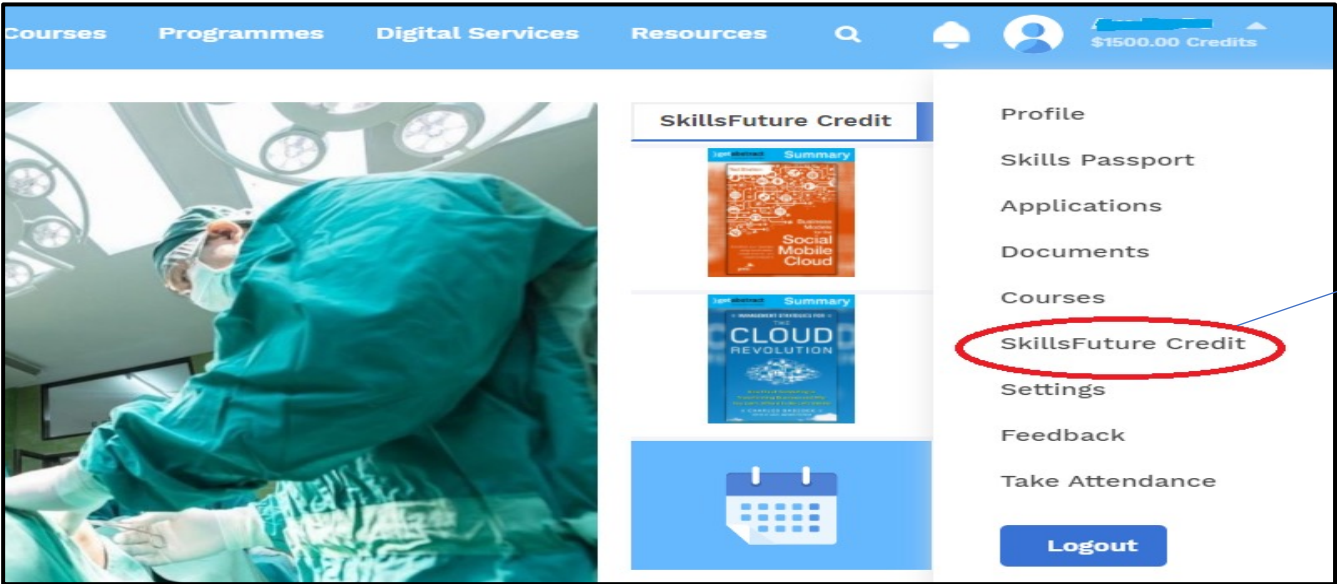 Courses Programmes Digital Services Resources
$1500.00 Credits
SkillsFuture Credit
Summary
Social
Mobile
Cloud
Summary
THE
CLOUD
REVOLUTION
Profile
Skills Passport
Applications
Documents
Courses
SkillsFuture Credit
Settings
Feedback
Take Attendance
Logout